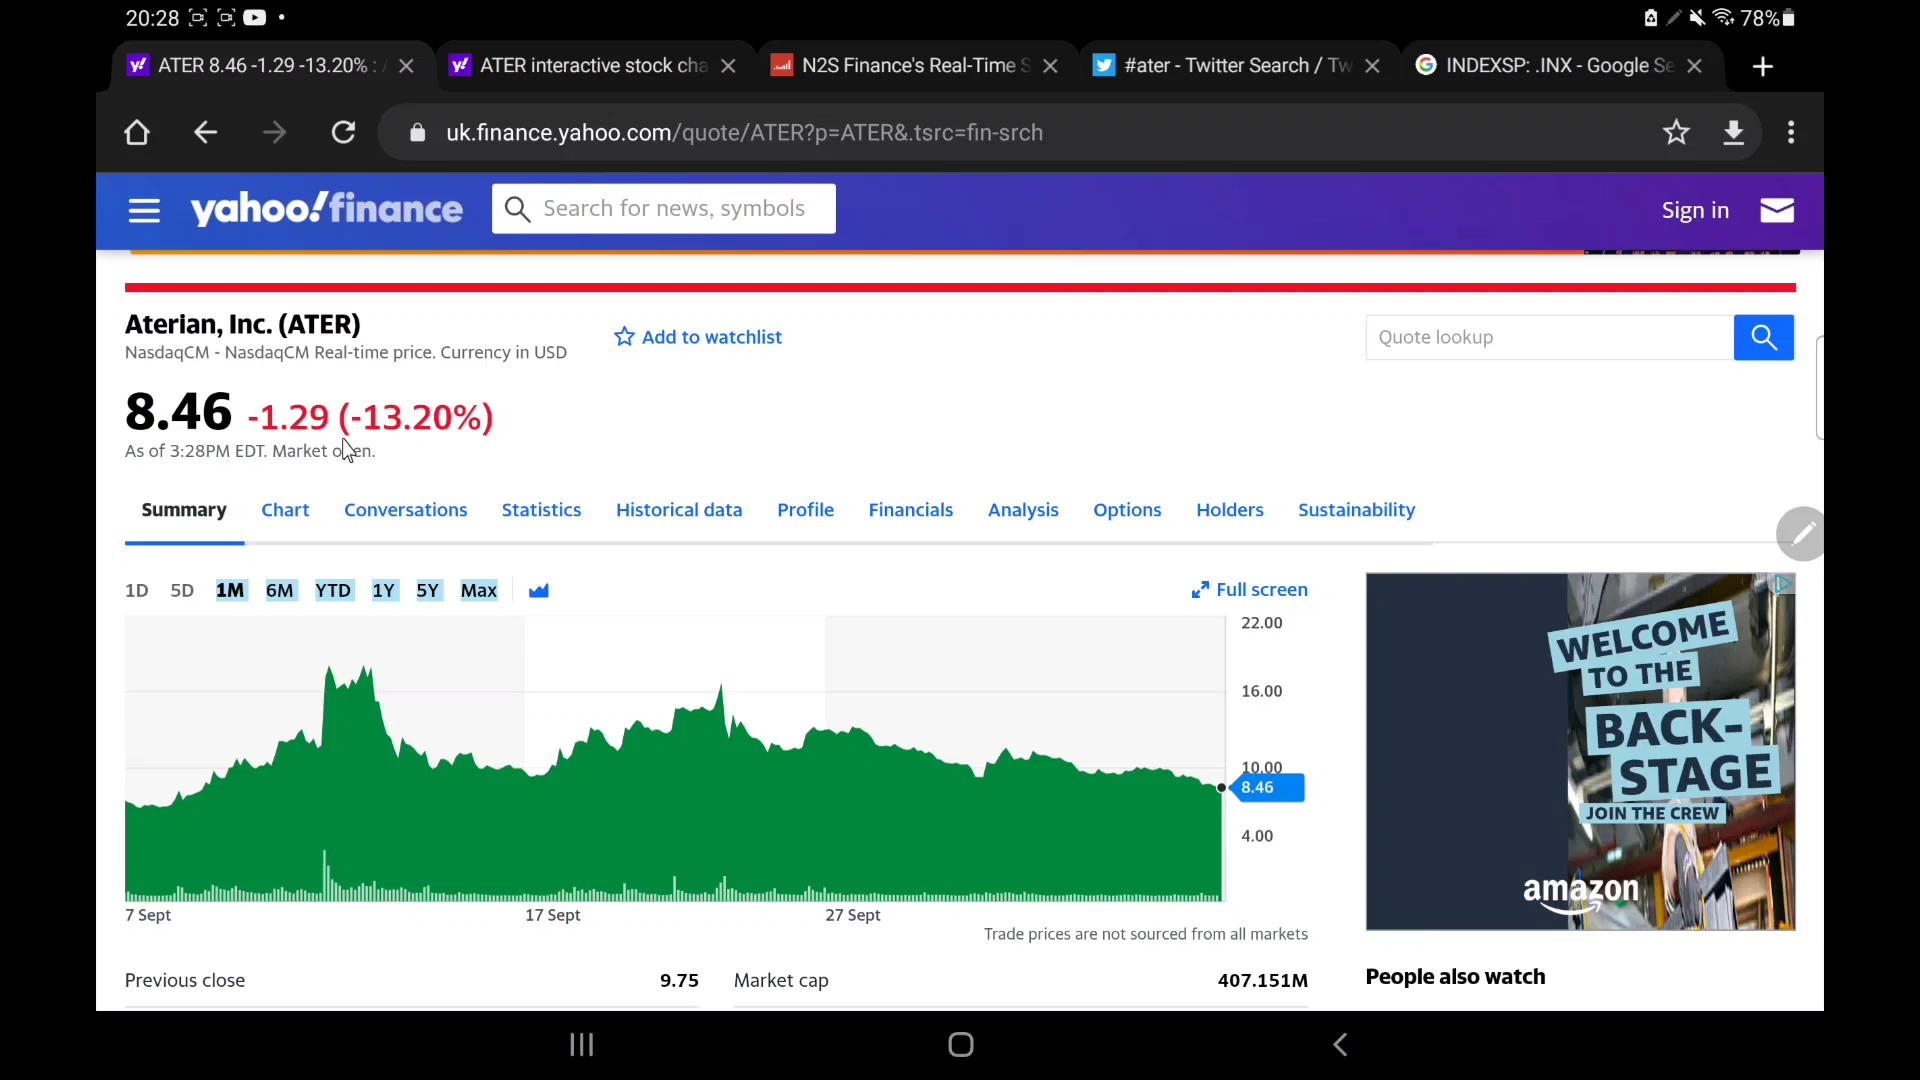 20:28
78%
ATER 8.46 -1.29 -13.20% :
ATER interactive stock cha
N2S Finance's Real-Time S
#ater - Twitter Search / Tw
INDEXSP: .INX - Google Se
uk.finance.yahoo.com/quote/ATER?p=ATER&.tsrc=fin-srch
yahoo!finance
Search for news, symbols
Sign in
Aterian, Inc. (ATER)
Add to watchlist
Quote lookup
NasdaqCM - NasdaqCM Real-time price. Currency in USD
8.46 -1.29 (-13.20%)
As of 3:28PM EDT. Market open.
Summary Chart Conversations Statistics Historical data Profile Financials Analysis Options Holders Sustainability
1D 5D 1M 6M YTD 1Y 5Y Max
Full screen
22.00
16.00
10.00
8.46
4.00
7 Sept
17 Sept
27 Sept
Trade prices are not sourced from all markets
WELCOME
TO THE
BACK-
STAGE
JOIN THE CREW
amazon
Previous close 9.75
Market cap 407.151M
People also watch